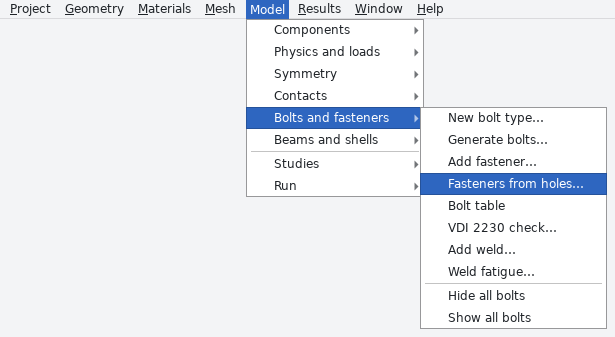 Project Geometry Materials Mesh Model Results Window Help
Components
Physics and loads
Symmetry
Contacts
Bolts and fasteners
Beams and shells
Studies
Run
New bolt type...
Generate bolts...
Add fastener...
Fasteners from holes...
Bolt table
VDI 2230 check...
Add weld...
Weld fatigue...
Hide all bolts
Show all bolts